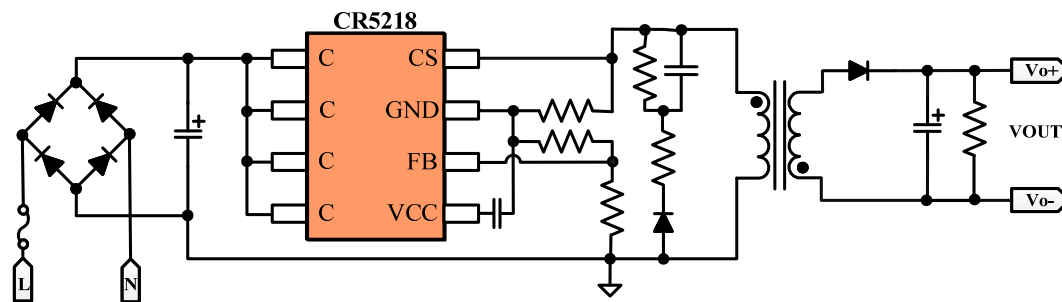 CR5218
C CS
C GND
C FB
C VCC
+
+
Vo+
VOUT
Vo-
L
N